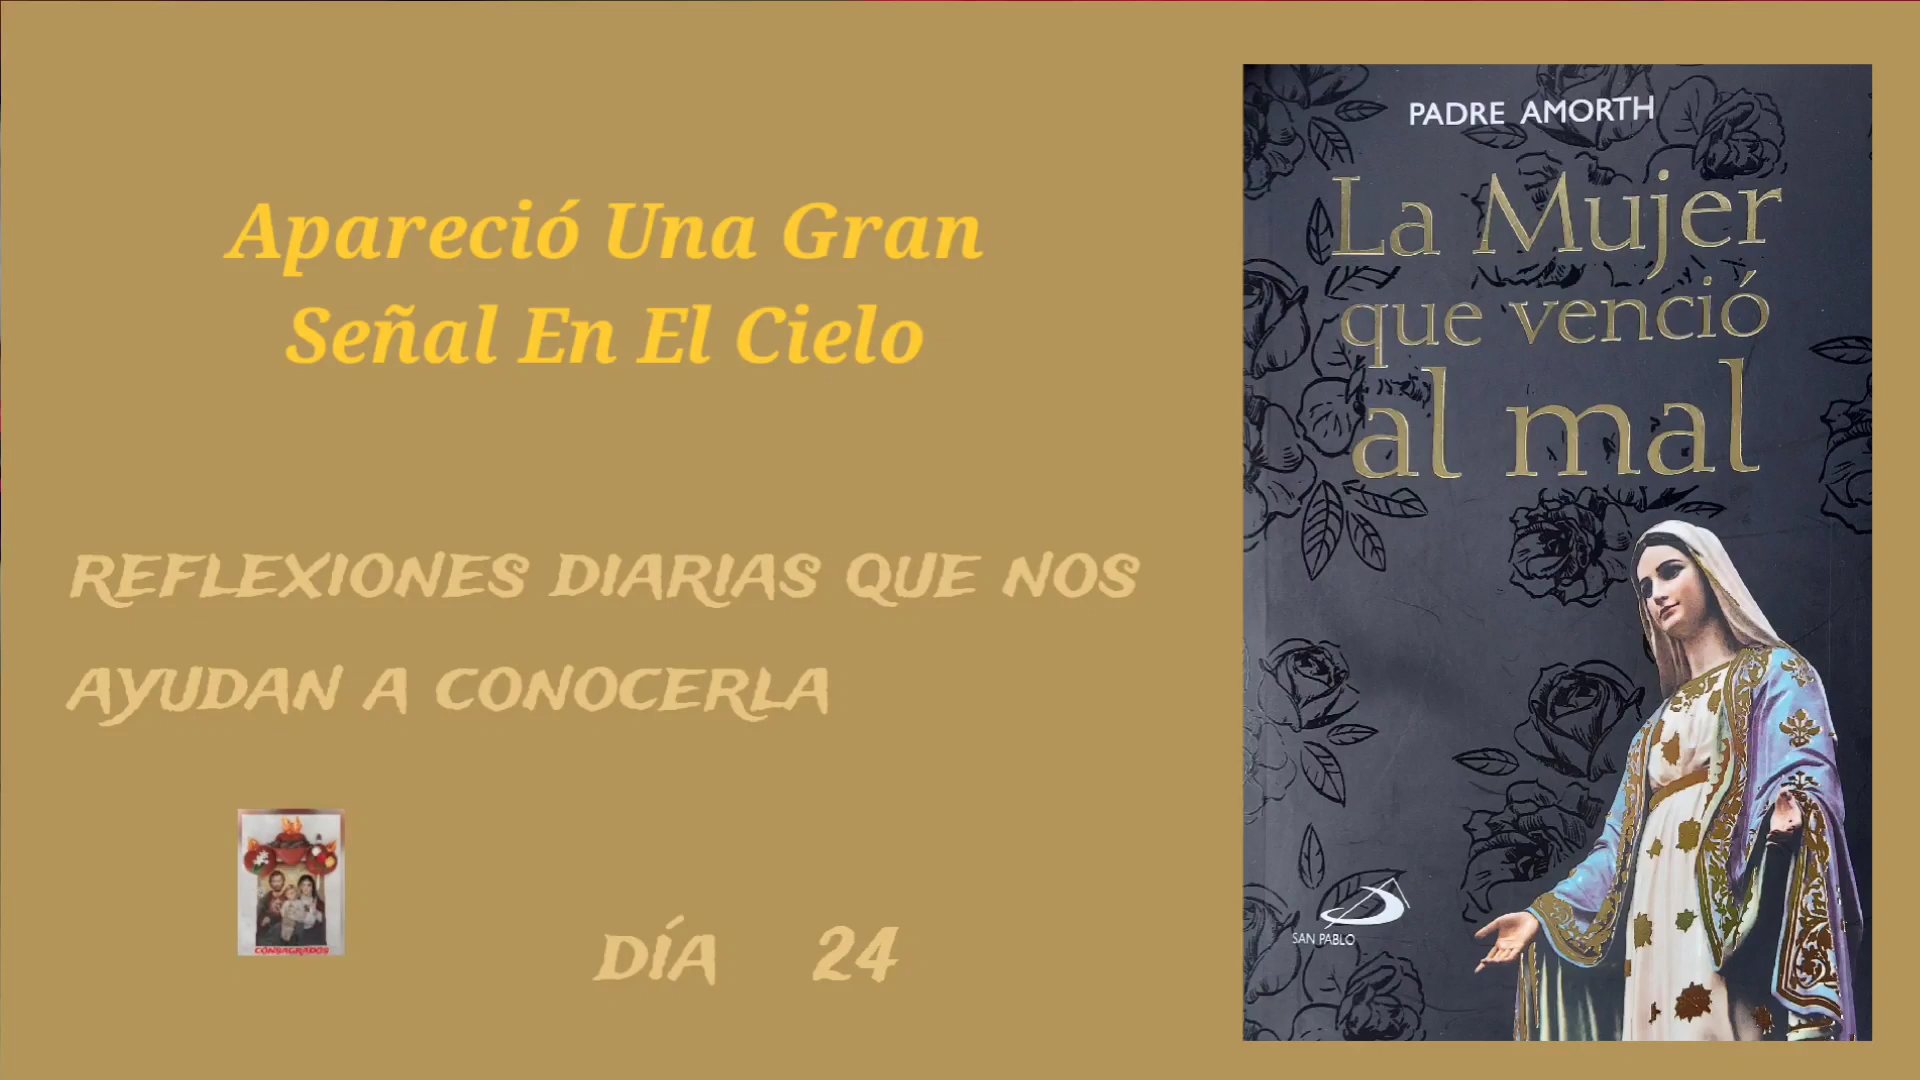 Apareció Una Gran
Señal En El Cielo
REFLEXIONES DIARIAS QUE NOS
AYUDAN A CONOCERLA
CONSAGRADOS
DÍA 24
PADRE AMORTH
La Mujer
que venció
al mal
SAN PABLO